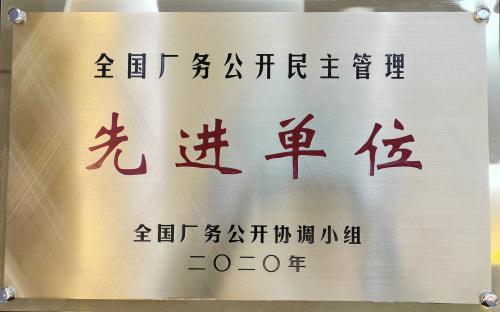 全国厂务公开民主管理
先进单位
全国厂务公开协调小组
二〇二〇年